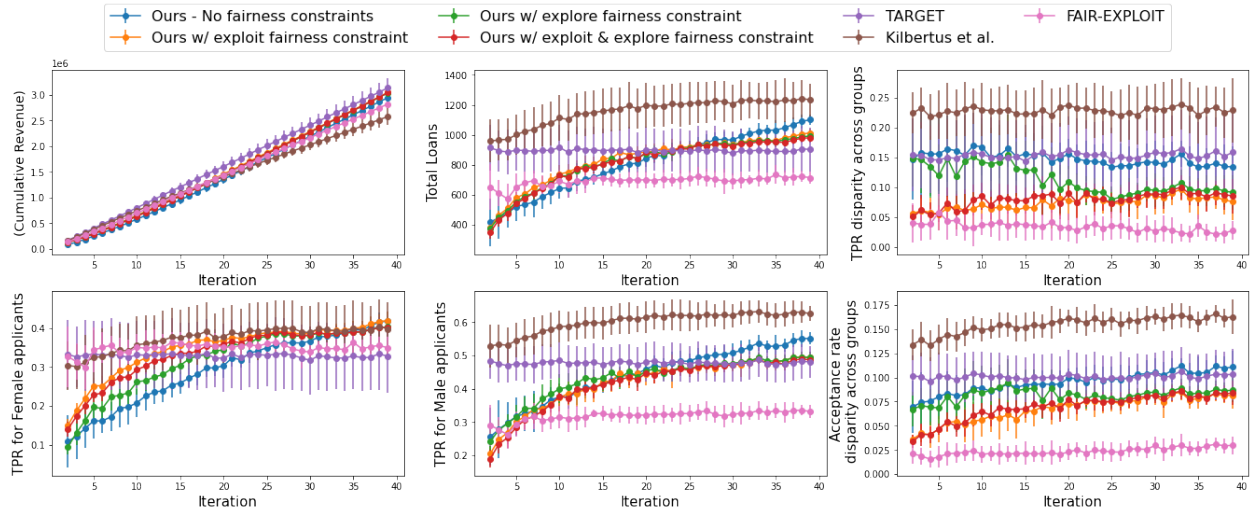 Ours - No fairness constraints
Ours w/ exploit fairness constraint
Ours w/ explore fairness constraint
Ours w/ exploit & explore fairness constraint
TARGET
Kilbertus et al.
FAIR-EXPLOIT
1e6
(Cumulative Revenue)
3.0
2.5
2.0
1.5
1.0
0.5
0.0
5 10 15 20 25 30 35 40
Iteration
Total Loans
1400
1200
1000
800
600
400
5 10 15 20 25 30 35 40
Iteration
TPR disparity across groups
0.25
0.20
0.15
0.10
0.05
0.00
5 10 15 20 25 30 35 40
Iteration
TPR for Female applicants
0.4
0.3
0.2
0.1
5 10 15 20 25 30 35 40
Iteration
TPR for Male applicants
0.6
0.5
0.4
0.3
0.2
5 10 15 20 25 30 35 40
Iteration
Acceptance rate
disparity across groups
0.175
0.150
0.125
0.100
0.075
0.050
0.025
0.000
5 10 15 20 25 30 35 40
Iteration